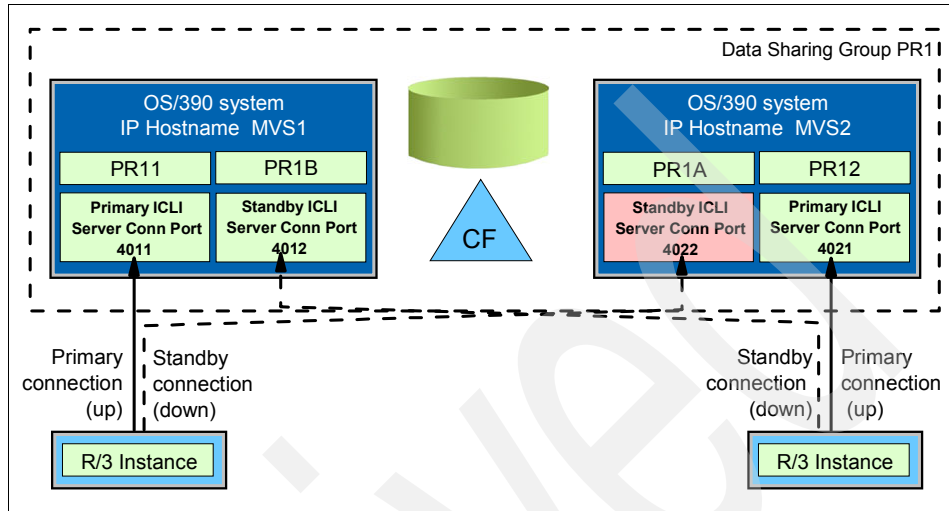 Data Sharing Group PR1
OS/390 system
IP Hostname MVS1
PR11
PR1B
Primary ICLI
Server Conn Port
4011
Standby ICLI
Server Conn Port
4012
CF
OS/390 system
IP Hostname MVS2
PR1A
PR12
Standby ICLI
Server Conn Port
4022
Primary ICLI
Server Conn Port
4021
Primary
connection
(up)
Standby
connection
(down)
Standby
connection
(down)
Primary
connection
(up)
R/3 Instance
R/3 Instance